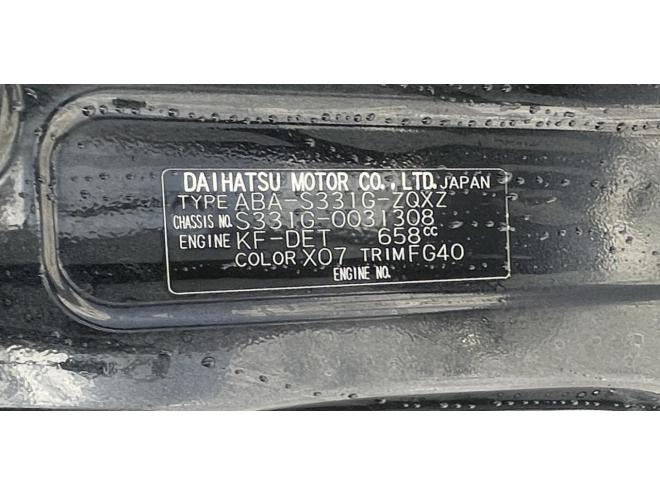 DAIHATSU MOTOR CO.,LTD.JAPAN
TYPE ABA-S331G-ZQXZ
CHASSIS NO. S331G-0031308
ENGINE KF-DET 658cc
COLOR X07 TRIM FG40
ENGINE NO.